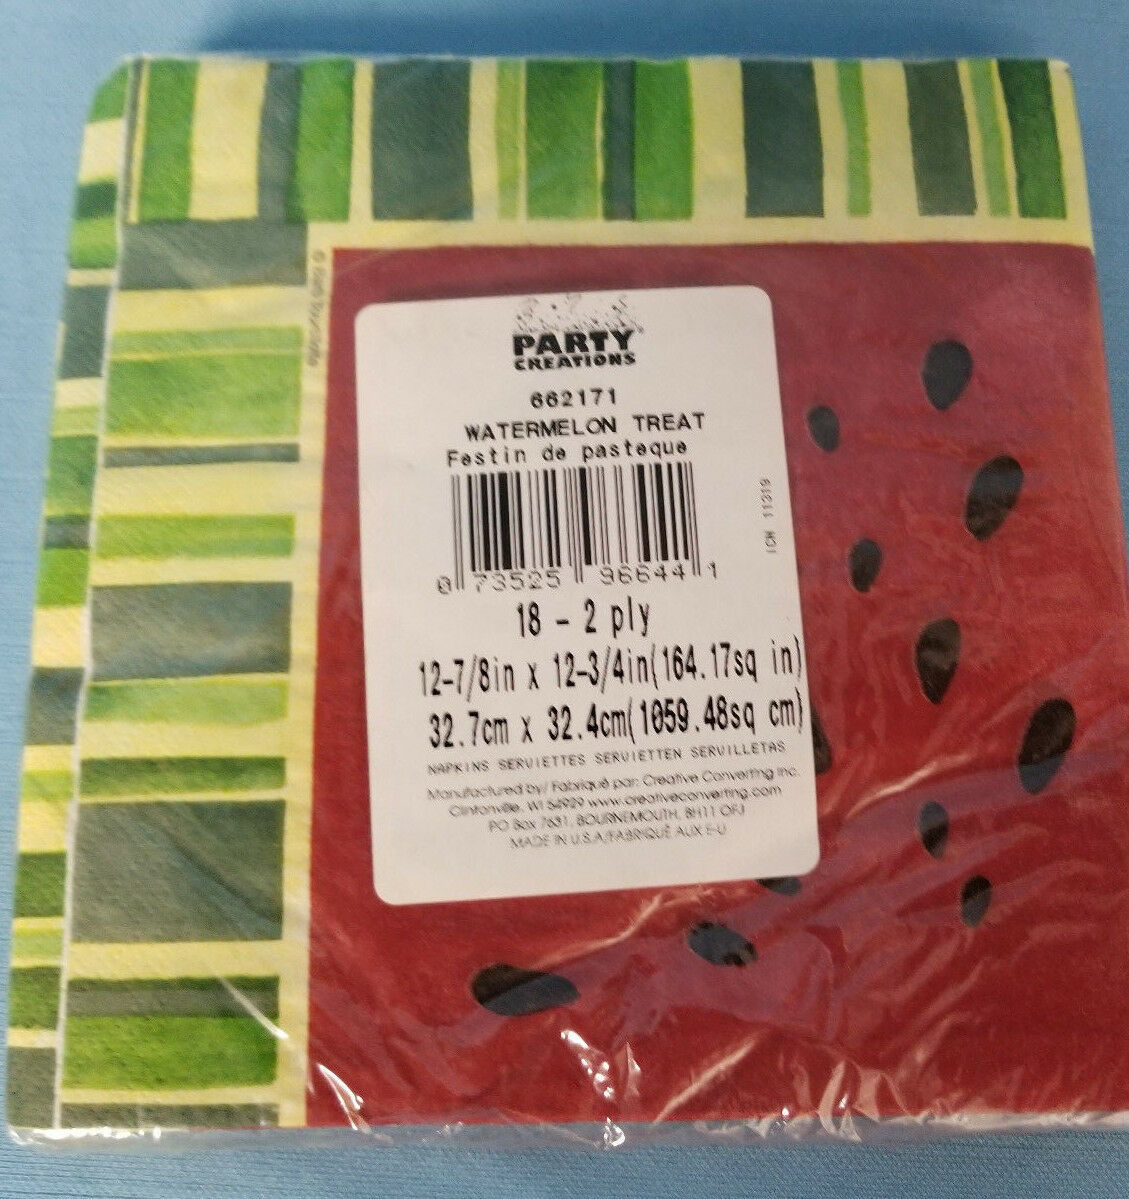 PARTY
CREATIONS
662171
WATERMELON TREAT
Festin de pasteque
0 73525 96644 1
ICH 11319
18 - 2 ply
12-7/8in x 12-3/4in(164.17sq in)
32.7cm x 32.4cm(1059.48sq cm)
NAPKINS SERVIETTES SERVIETTEN SERVILLETAS
Manufactured by/ Fabriqué par: Creative Converting Inc.
Clintonville, WI 54929 www.creativeconverting.com
PO Box 7631, BOURNEMOUTH, BH11 OFJ
MADE IN U.S.A/FABRIQUÉ AUX E-U